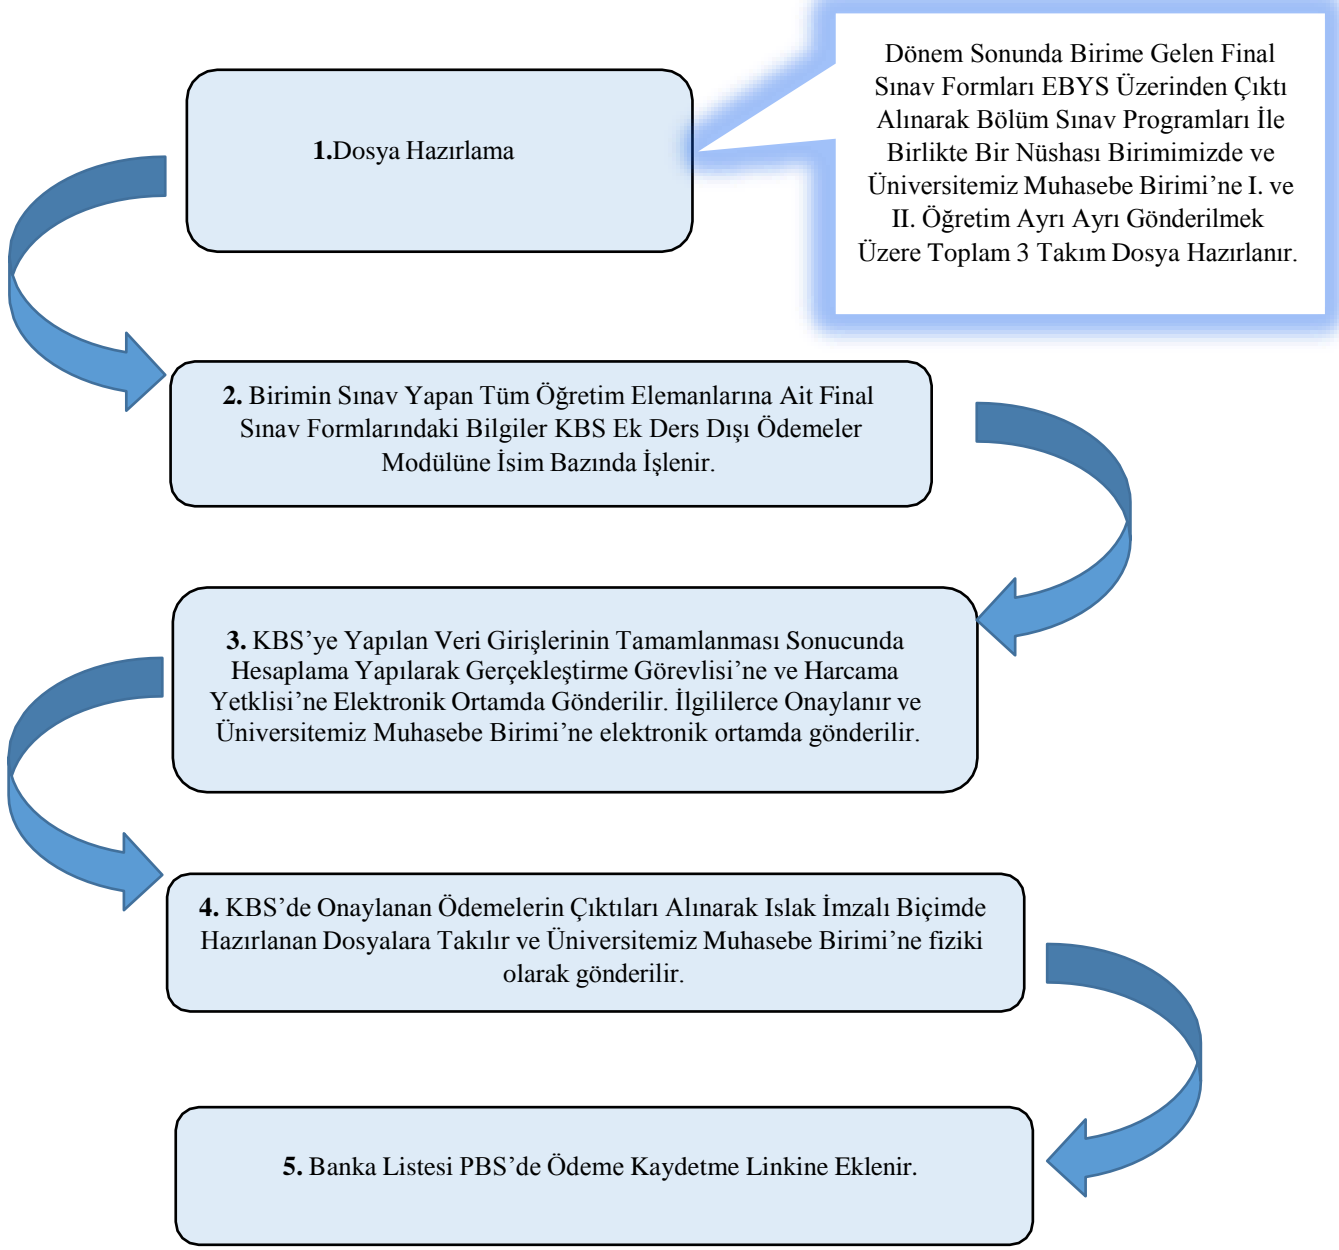 1.Dosya Hazırlama
Dönem Sonunda Birime Gelen Final
Sınav Formları EBYS Üzerinden Çıktı
Alınarak Bölüm Sınav Programları İle
Birlikte Bir Nüshası Birimimizde ve
Üniversitemiz Muhasebe Birimi’ne I. ve
II. Öğretim Ayrı Ayrı Gönderilmek
Üzere Toplam 3 Takım Dosya Hazırlanır.
2. Birimin Sınav Yapan Tüm Öğretim Elemanlarına Ait Final
Sınav Formlarındaki Bilgiler KBS Ek Ders Dışı Ödemeler
Modülüne İsim Bazında İşlenir.
3. KBS’ye Yapılan Veri Girişlerinin Tamamlanması Sonucunda
Hesaplama Yapılarak Gerçekleştirme Görevlisi’ne ve Harcama
Yetklisi’ne Elektronik Ortamda Gönderilir. İlgililerce Onaylanır ve
Üniversitemiz Muhasebe Birimi’ne elektronik ortamda gönderilir.
4. KBS’de Onaylanan Ödemelerin Çıktıları Alınarak Islak İmzalı Biçimde
Hazırlanan Dosyalara Takılır ve Üniversitemiz Muhasebe Birimi’ne fiziki
olarak gönderilir.
5. Banka Listesi PBS’de Ödeme Kaydetme Linkine Eklenir.